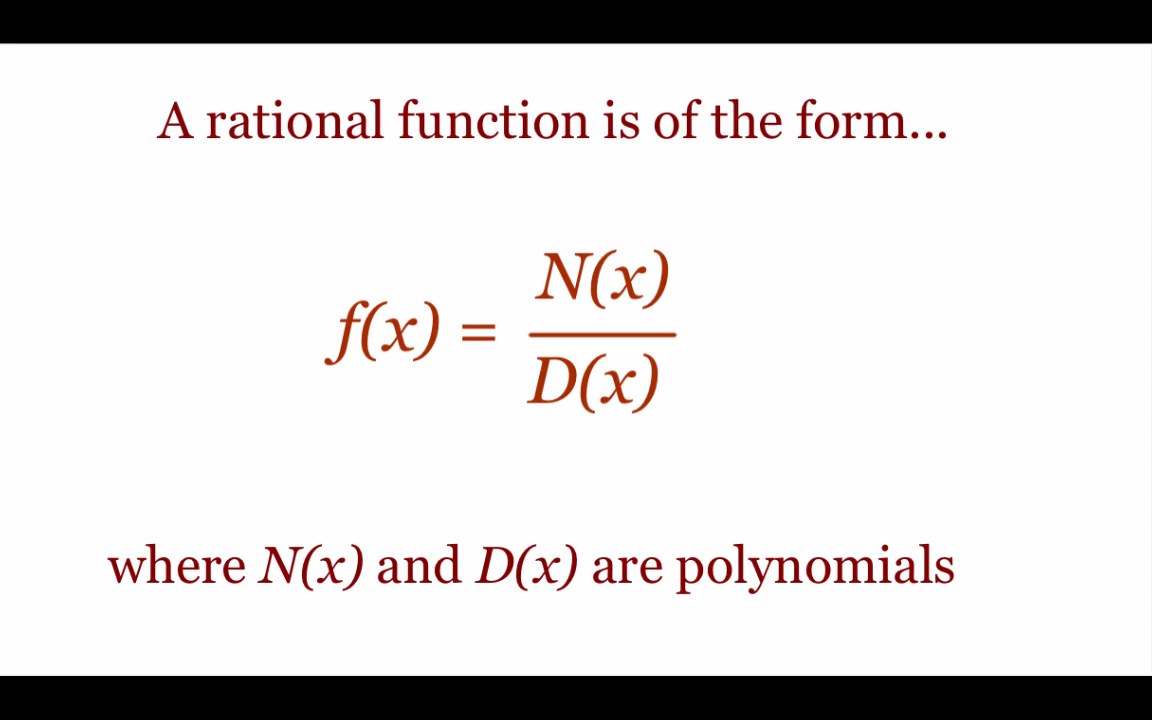 A rational function is of the form...
f(x) = N(x) / D(x)
where N(x) and D(x) are polynomials